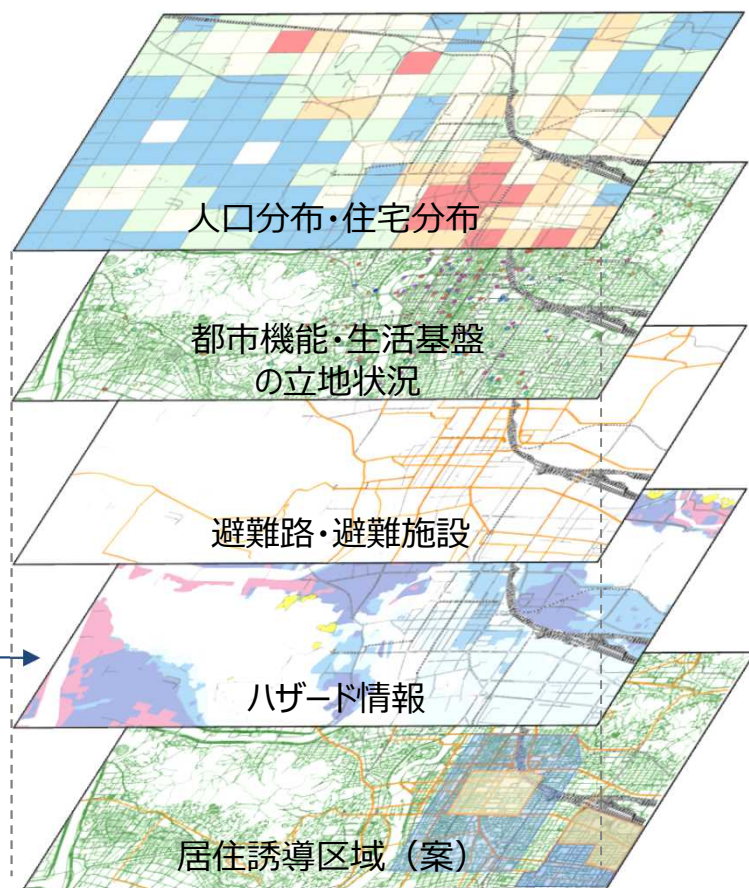 人口分布・住宅分布
都市機能・生活基盤
の立地状況
避難路・避難施設
ハザード情報
居住誘導区域（案）